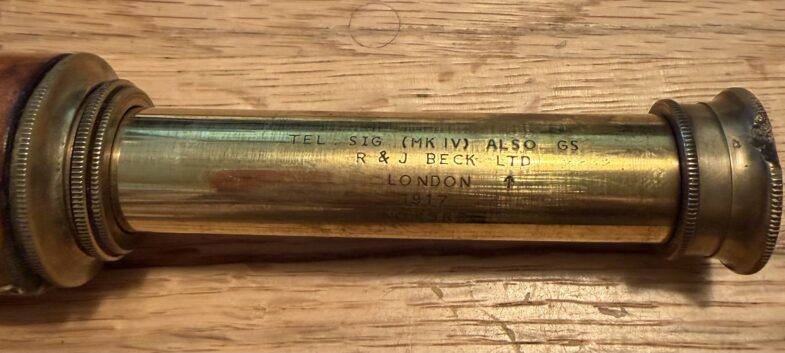 TEL. SIG (MK IV) ALSO GS
R & J BECK LTD
LONDON ↑
1917